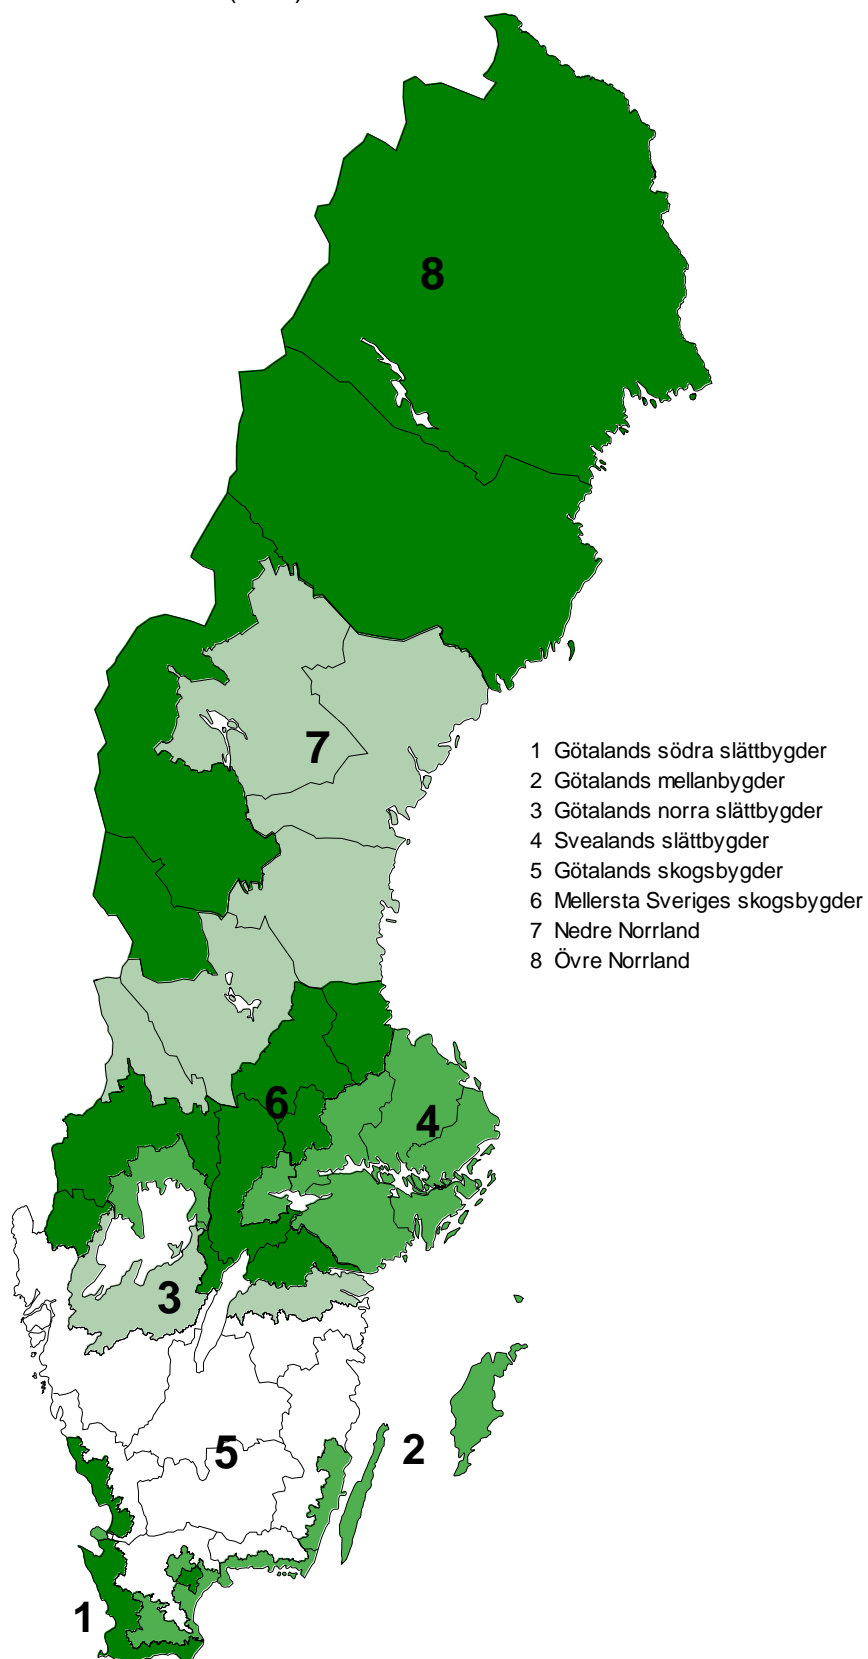 8
7
1 Götalands södra slättbygder
2 Götalands mellanbygder
3 Götalands norra slättbygder
4 Svealands slättbygder
5 Götalands skogsbygder
6 Mellersta Sveriges skogsbygder
7 Nedre Norrland
8 Övre Norrland
6
4
3
2
5
1